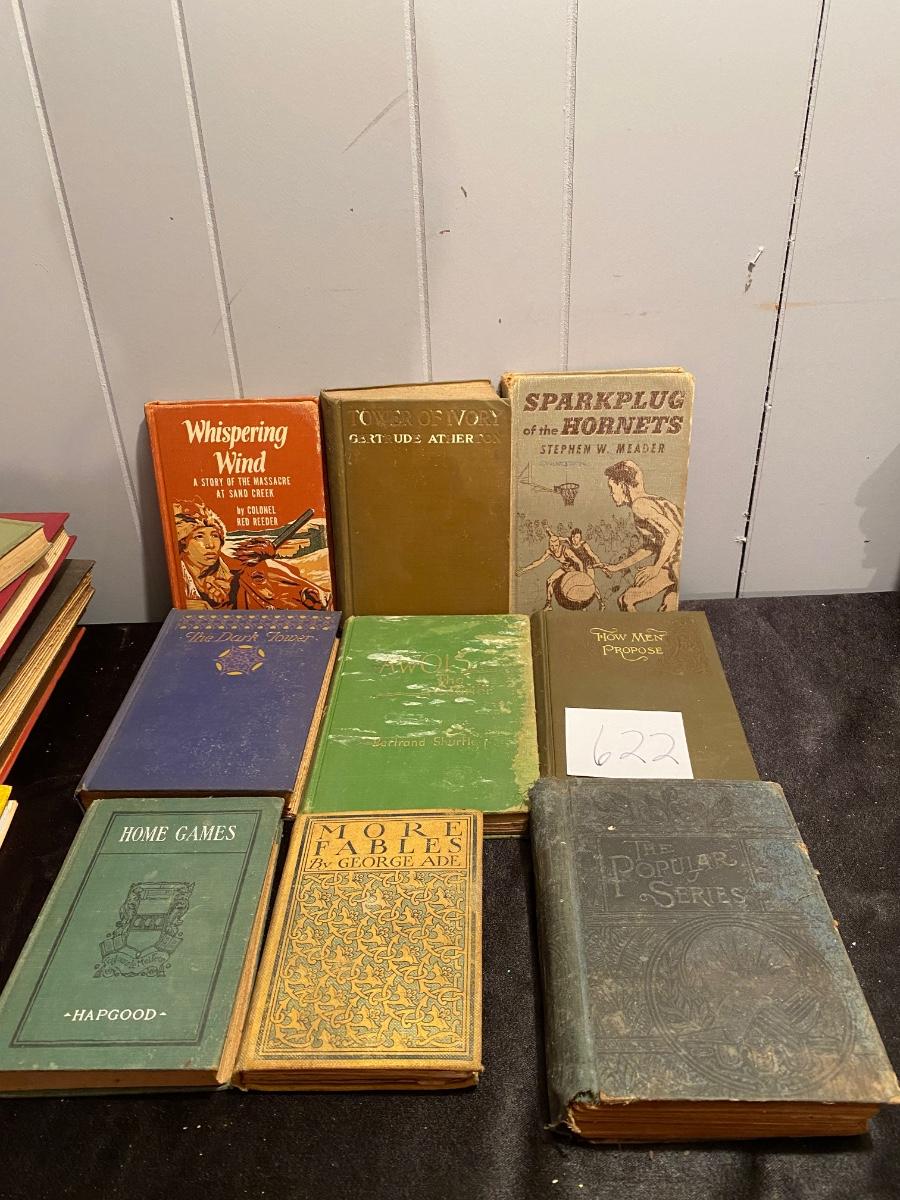 Whispering
Wind
A STORY OF THE MASSACRE
AT SAND CREEK
by COLONEL
RED REEDER
TOWER OF IVORY
GERTRUDE ATHERTON
SPARKPLUG
of the HORNETS
STEPHEN W. MEADER
The Dark Tower
AWOL
the
Bertrand Shurtleff
HOW MEN
PROPOSE
622
HOME GAMES
HAPGOOD
MORE
FABLES
By GEORGE ADE
THE
POPULAR
SERIES